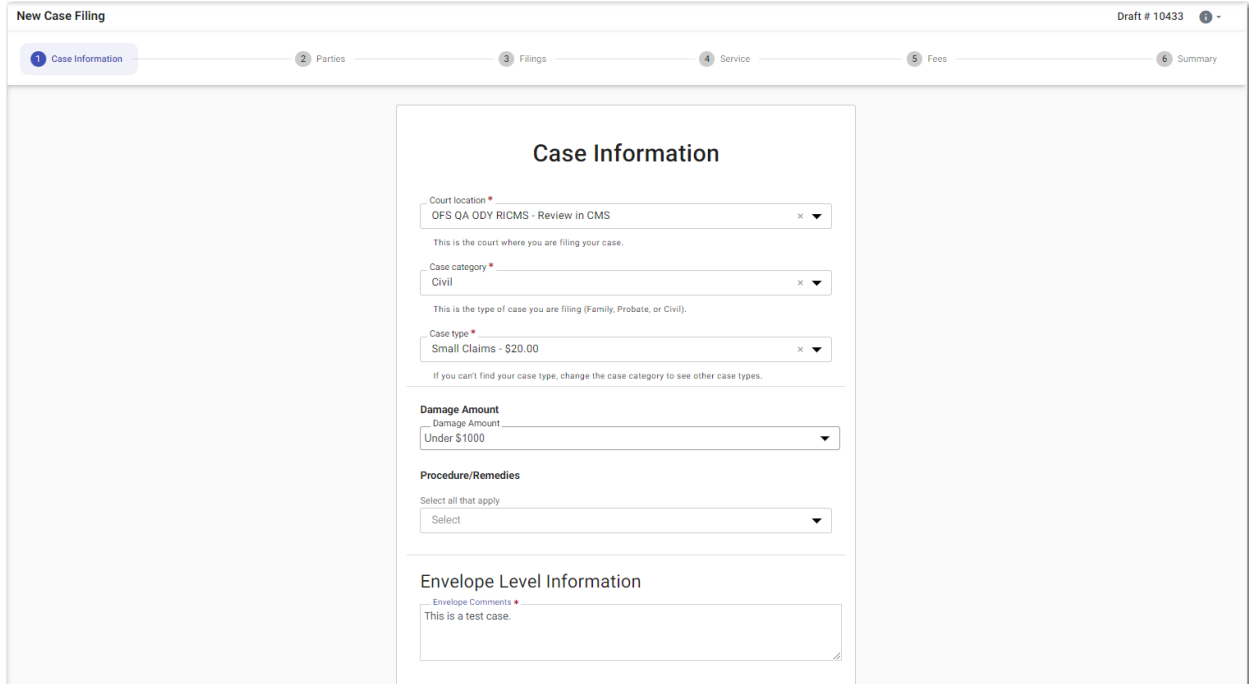 New Case Filing
Draft # 10433
1 Case Information
2 Parties
3 Filings
4 Service
5 Fees
6 Summary
Case Information
Court location *
OFS QA ODY RICMS - Review in CMS
This is the court where you are filing your case.
Case category *
Civil
This is the type of case you are filing (Family, Probate, or Civil).
Case type *
Small Claims - $20.00
If you can't find your case type, change the case category to see other case types.
Damage Amount
Damage Amount
Under $1000
Procedure/Remedies
Select all that apply
Select
Envelope Level Information
Envelope Comments *
This is a test case.